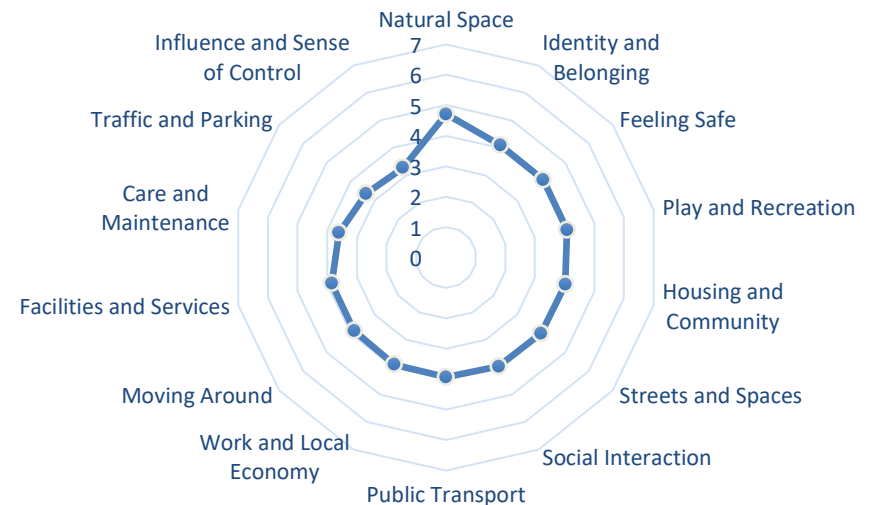 Natural Space
Identity and
Belonging
Feeling Safe
Play and Recreation
Housing and
Community
Streets and Spaces
Social Interaction
Public Transport
Work and Local
Economy
Moving Around
Facilities and Services
Care and
Maintenance
Traffic and Parking
Influence and Sense
of Control
7
6
5
4
3
2
1
0